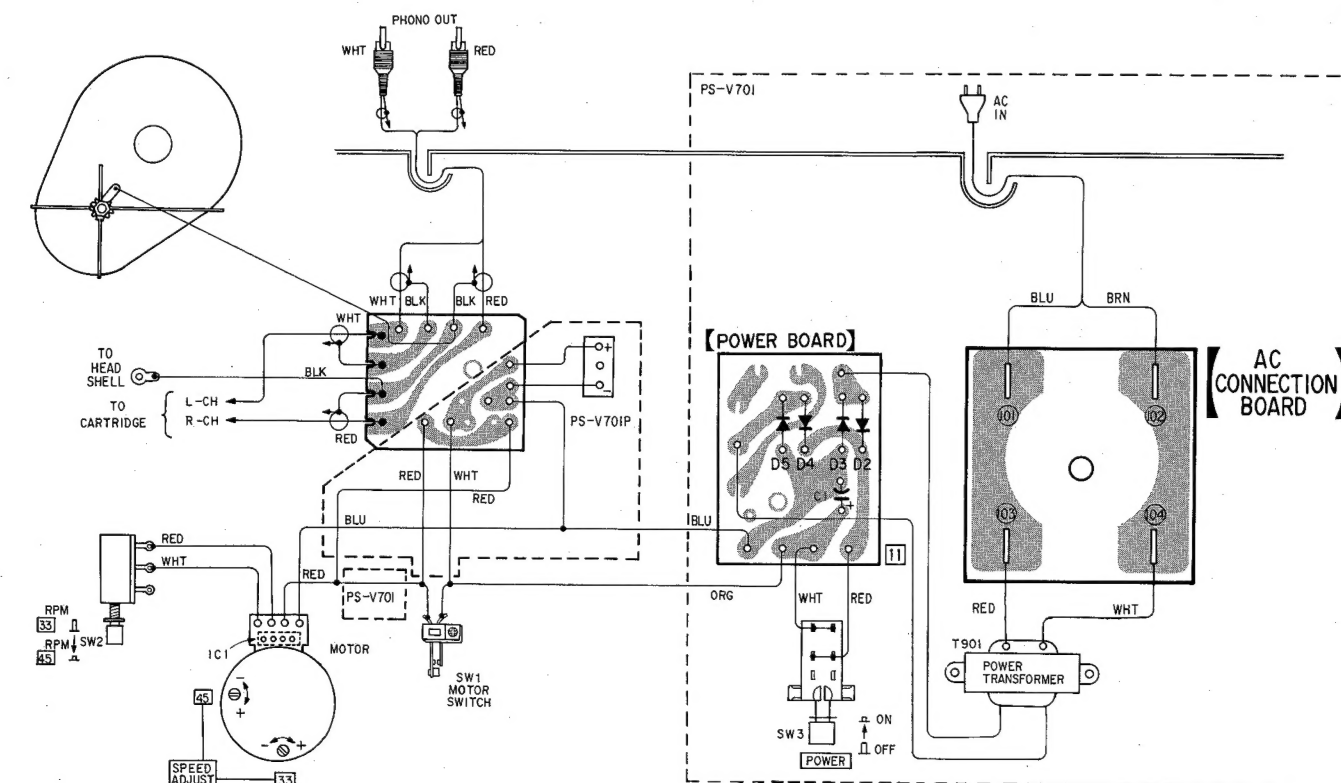 PHONO OUT
WHT
RED
PS-V701
AC
IN
WHT
BLK
BLK
RED
WHT
BLU
BRN
TO
HEAD
SHELL
BLK
TO
CARTRIDGE
L-CH
R-CH
RED
+
-
PS-V701P
【POWER BOARD】
【AC
CONNECTION
BOARD】
101
102
D5
D4
D3
D2
C1
+
103
104
RED
WHT
RED
BLU
BLU
11
RED
WHT
RED
PS-V701
ORG
WHT
RED
RED
WHT
RPM
33
RPM
45
SW2
IC1
MOTOR
SW1
MOTOR
SWITCH
T901
POWER
TRANSFORMER
45
-
+
- +
SPEED
ADJUST
33
SW3
ON
OFF
POWER